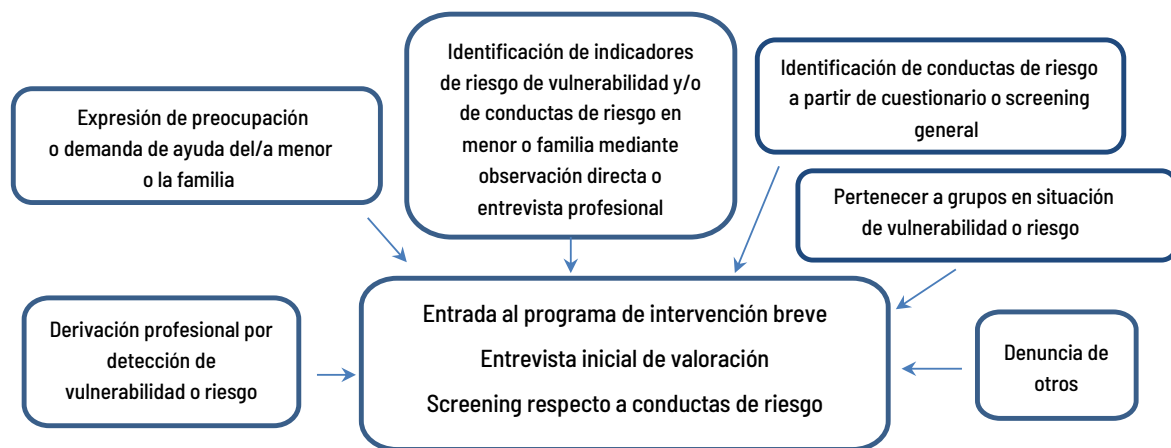 Expresión de preocupación
o demanda de ayuda del/a menor
o la familia
Identificación de indicadores
de riesgo de vulnerabilidad y/o
de conductas de riesgo en
menor o familia mediante
observación directa o
entrevista profesional
Identificación de conductas de riesgo
a partir de cuestionario o screening
general
Pertenecer a grupos en situación
de vulnerabilidad o riesgo
Derivación profesional por
detección de
vulnerabilidad o riesgo
Entrada al programa de intervención breve
Entrevista inicial de valoración
Screening respecto a conductas de riesgo
Denuncia de
otros